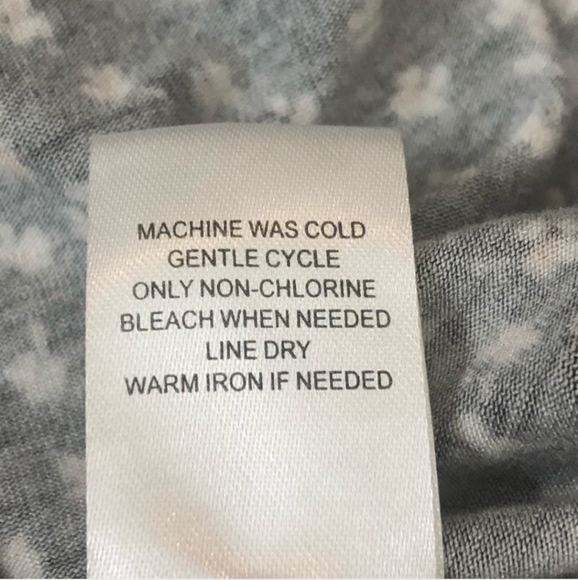 MACHINE WAS COLD
GENTLE CYCLE
ONLY NON-CHLORINE
BLEACH WHEN NEEDED
LINE DRY
WARM IRON IF NEEDED